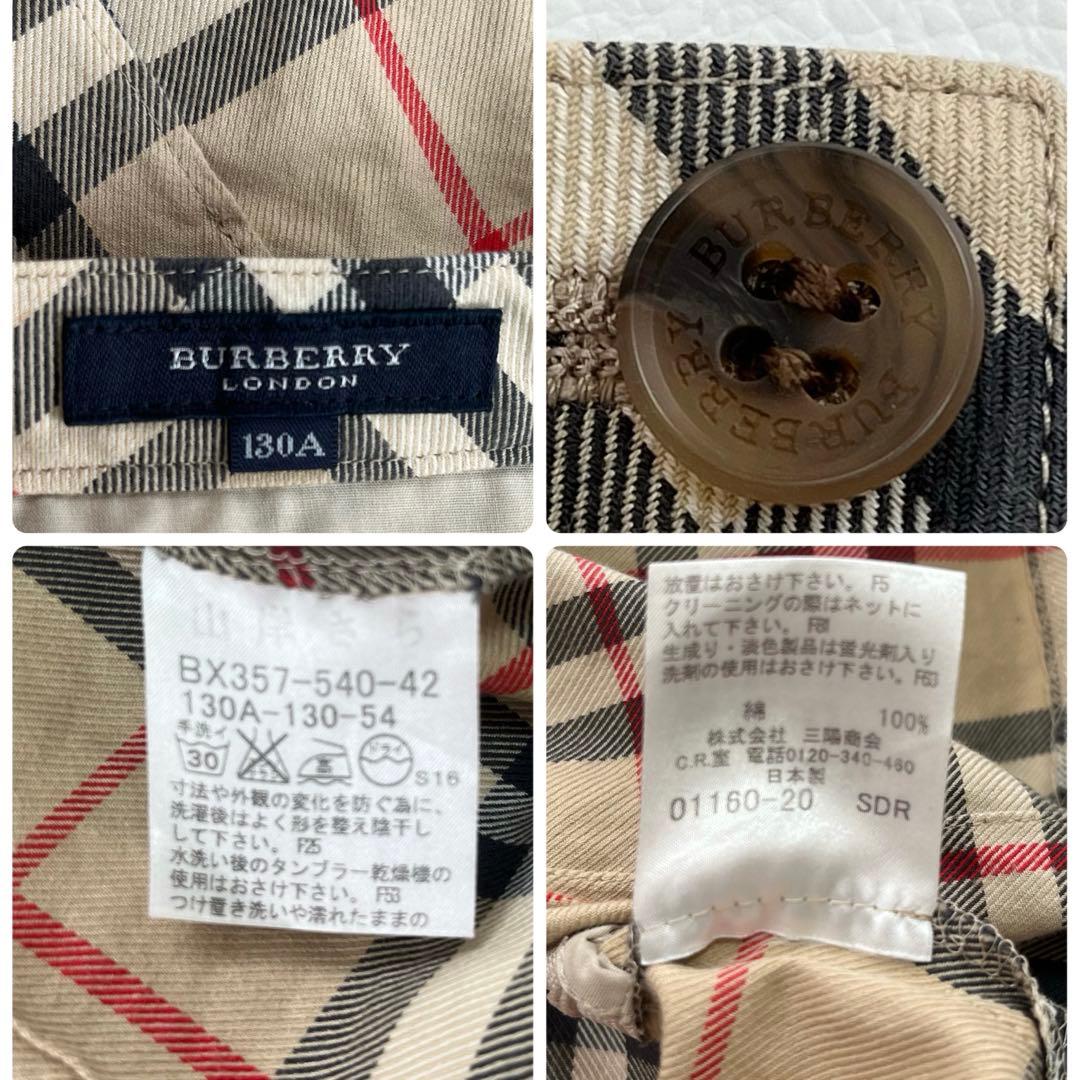 BURBERRY
LONDON
130A
BURBERRY
BURBERRY
BX357-540-42
130A-130-54
手洗イ
30
エンソサラシ
高
ドライ
S16
寸法や外観の変化を防ぐ為に、
洗濯後はよく形を整え陰干し
して下さい。 F25
水洗い後のタンブラー乾燥機の
使用はおさけ下さい。 F53
つけ置き洗いや濡れたままの
放置はおさけ下さい。 F5
クリーニングの際はネットに
入れて下さい。
生成り・淡色製品は蛍光剤入り
洗剤の使用はおさけ下さい。 F63
綿 100%
株式会社 三陽商会
C.R.室 電話0120-340-460
日本製
01160-20 SDR